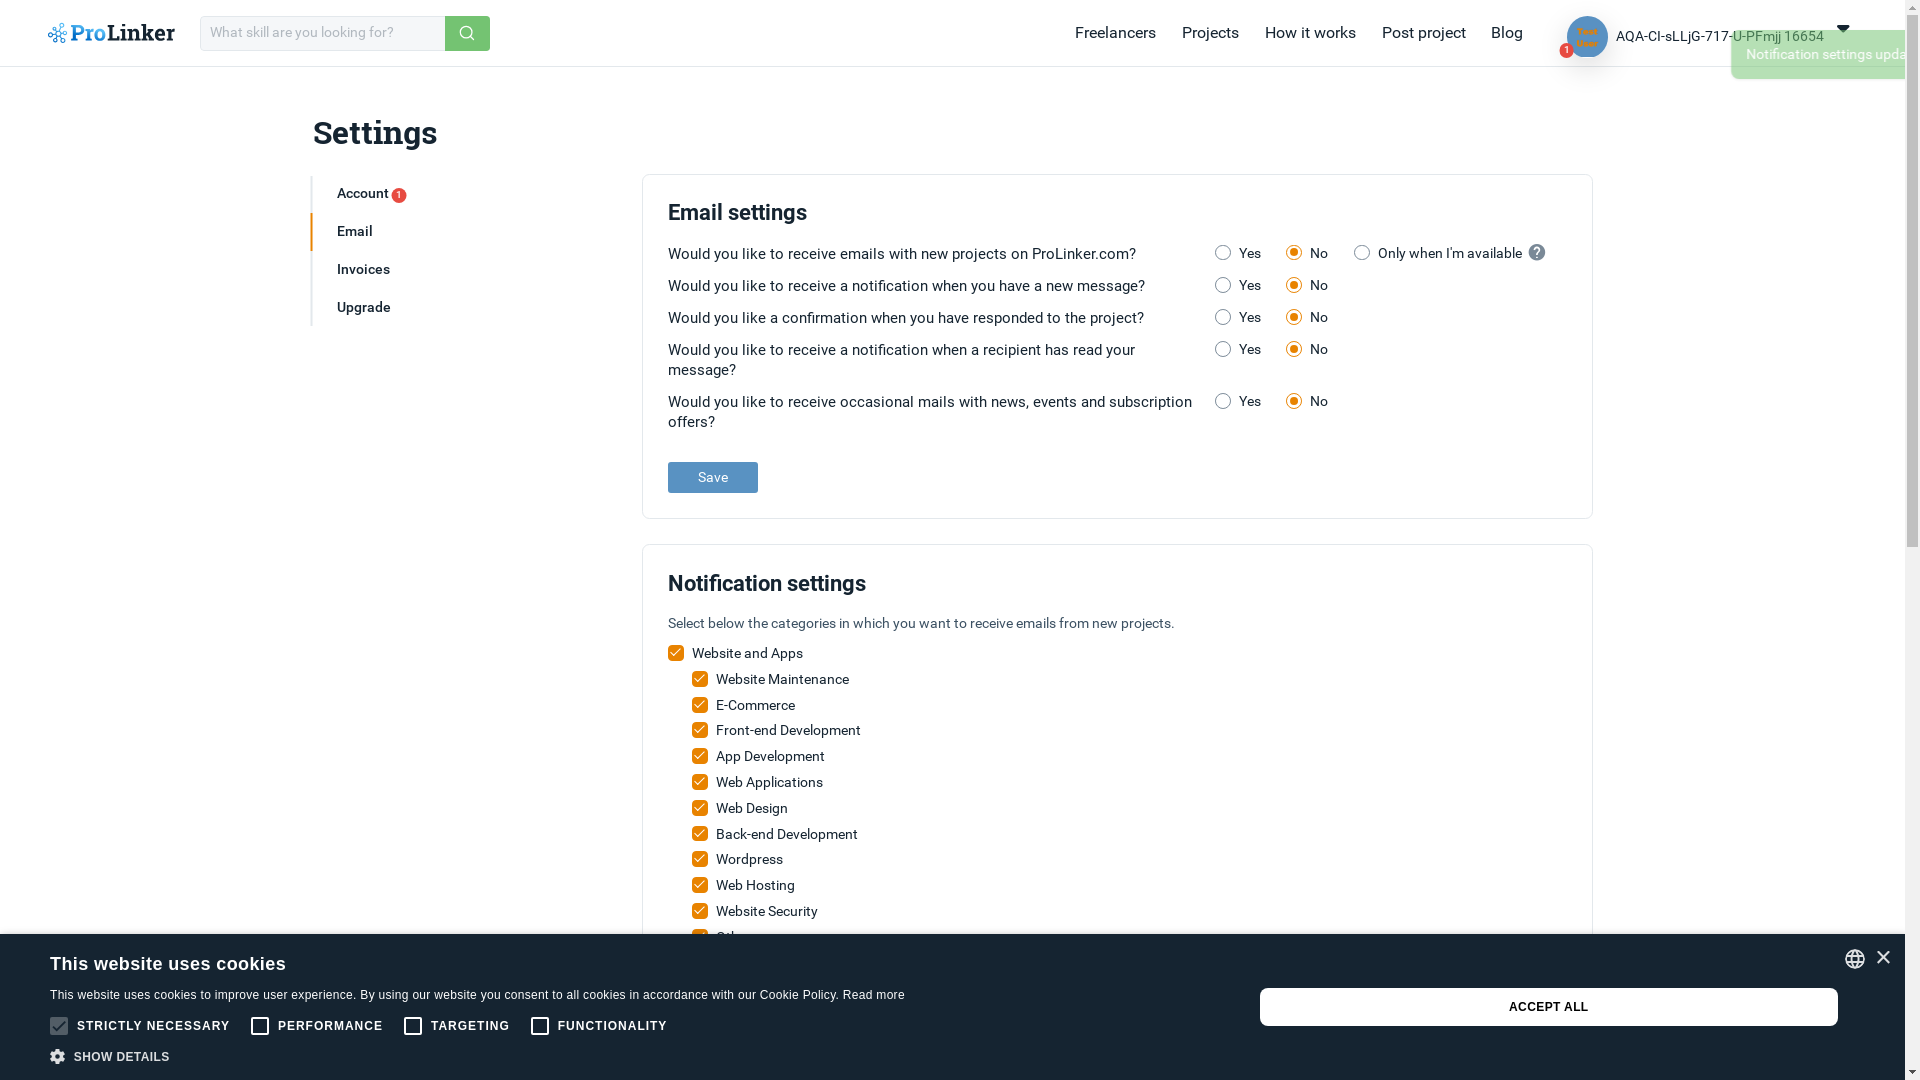 ProLinker
What skill are you looking for?
Freelancers
Projects
How it works
Post project
Blog
Test
User
1
AQA-CI-sLLjG-717-U-PFmjj 16654
Notification settings upda
Settings
Account 1
Email
Invoices
Upgrade
Email settings
Would you like to receive emails with new projects on ProLinker.com? Yes No Only when I'm available ?
Would you like to receive a notification when you have a new message? Yes No
Would you like a confirmation when you have responded to the project? Yes No
Would you like to receive a notification when a recipient has read your Yes No
message?
Would you like to receive occasional mails with news, events and subscription Yes No
offers?
Save
Notification settings
Select below the categories in which you want to receive emails from new projects.
Website and Apps
Website Maintenance
E-Commerce
Front-end Development
App Development
Web Applications
Web Design
Back-end Development
Wordpress
Web Hosting
Website Security
This website uses cookies
This website uses cookies to improve user experience. By using our website you consent to all cookies in accordance with our Cookie Policy. Read more
STRICTLY NECESSARY PERFORMANCE TARGETING FUNCTIONALITY
SHOW DETAILS
ACCEPT ALL